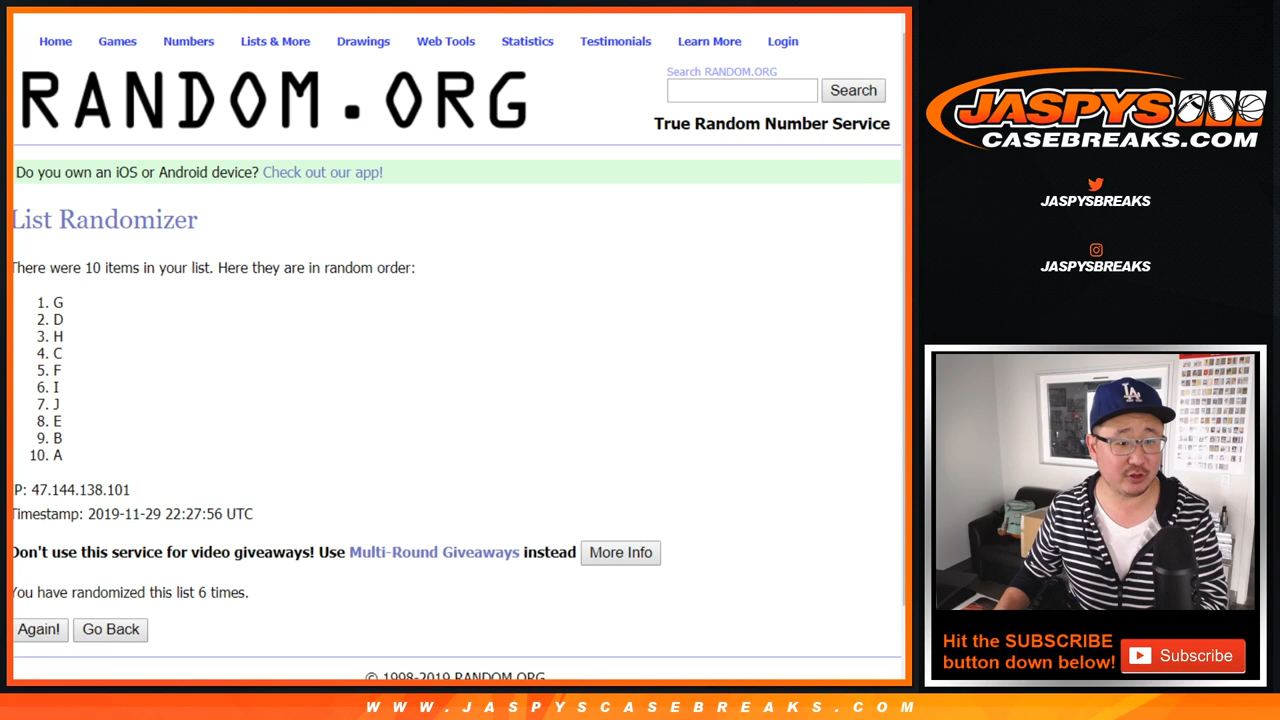 Home Games Numbers Lists & More Drawings Web Tools Statistics Testimonials Learn More Login
RANDOM.ORG
Search RANDOM.ORG
Search
True Random Number Service
Do you own an iOS or Android device? Check out our app!
List Randomizer
There were 10 items in your list. Here they are in random order:
1. G
2. D
3. H
4. C
5. F
6. I
7. J
8. E
9. B
10. A
IP: 47.144.138.101
Timestamp: 2019-11-29 22:27:56 UTC
Don't use this service for video giveaways! Use Multi-Round Giveaways instead More Info
You have randomized this list 6 times.
Again! Go Back
© 1998-2019 RANDOM.ORG
JASPYS
CASEBREAKS.COM
JASPYSBREAKS
JASPYSBREAKS
LA
Hit the SUBSCRIBE
button down below!
Subscribe
WWW.JASPYSCASEBREAKS.COM